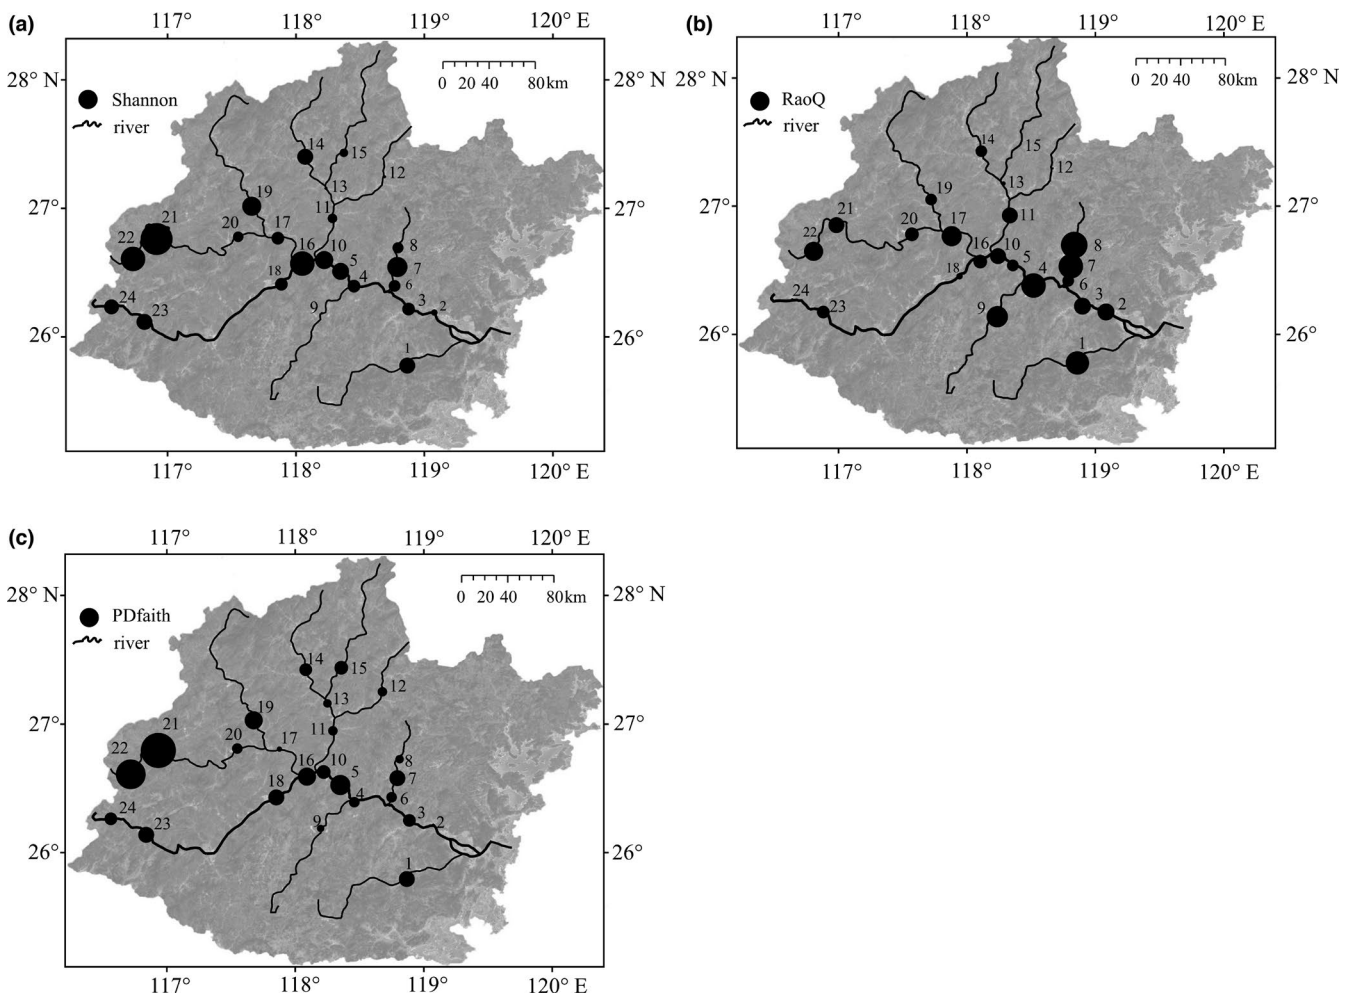 (a)
117° 118° 119° 120° E
28° N
Shannon
river
0 20 40 80km
14 15
12
13
19 11
21 20 17
22 16 10 8
5 7
18 4 6
24 9 3 2
23
1
27°
26°
117° 118° 119° 120° E
(b)
117° 118° 119° 120° E
28° N
RaoQ
river
0 20 40 80km
14 15
12
13
19
21 20 17 11
22 16 10 8
5 7
18 4 6
24 23 9 3 2
1
27°
26°
117° 118° 119° 120° E
(c)
117° 118° 119° 120° E
28° N
28° N
PDfaith
river
0 20 40 80km
14 15
12
13
19
21 20 17 11
22 16 10 8
5 7
18 4 6
24 23 9 3 2
1
27°
27°
26°
26°
117° 118° 119° 120° E